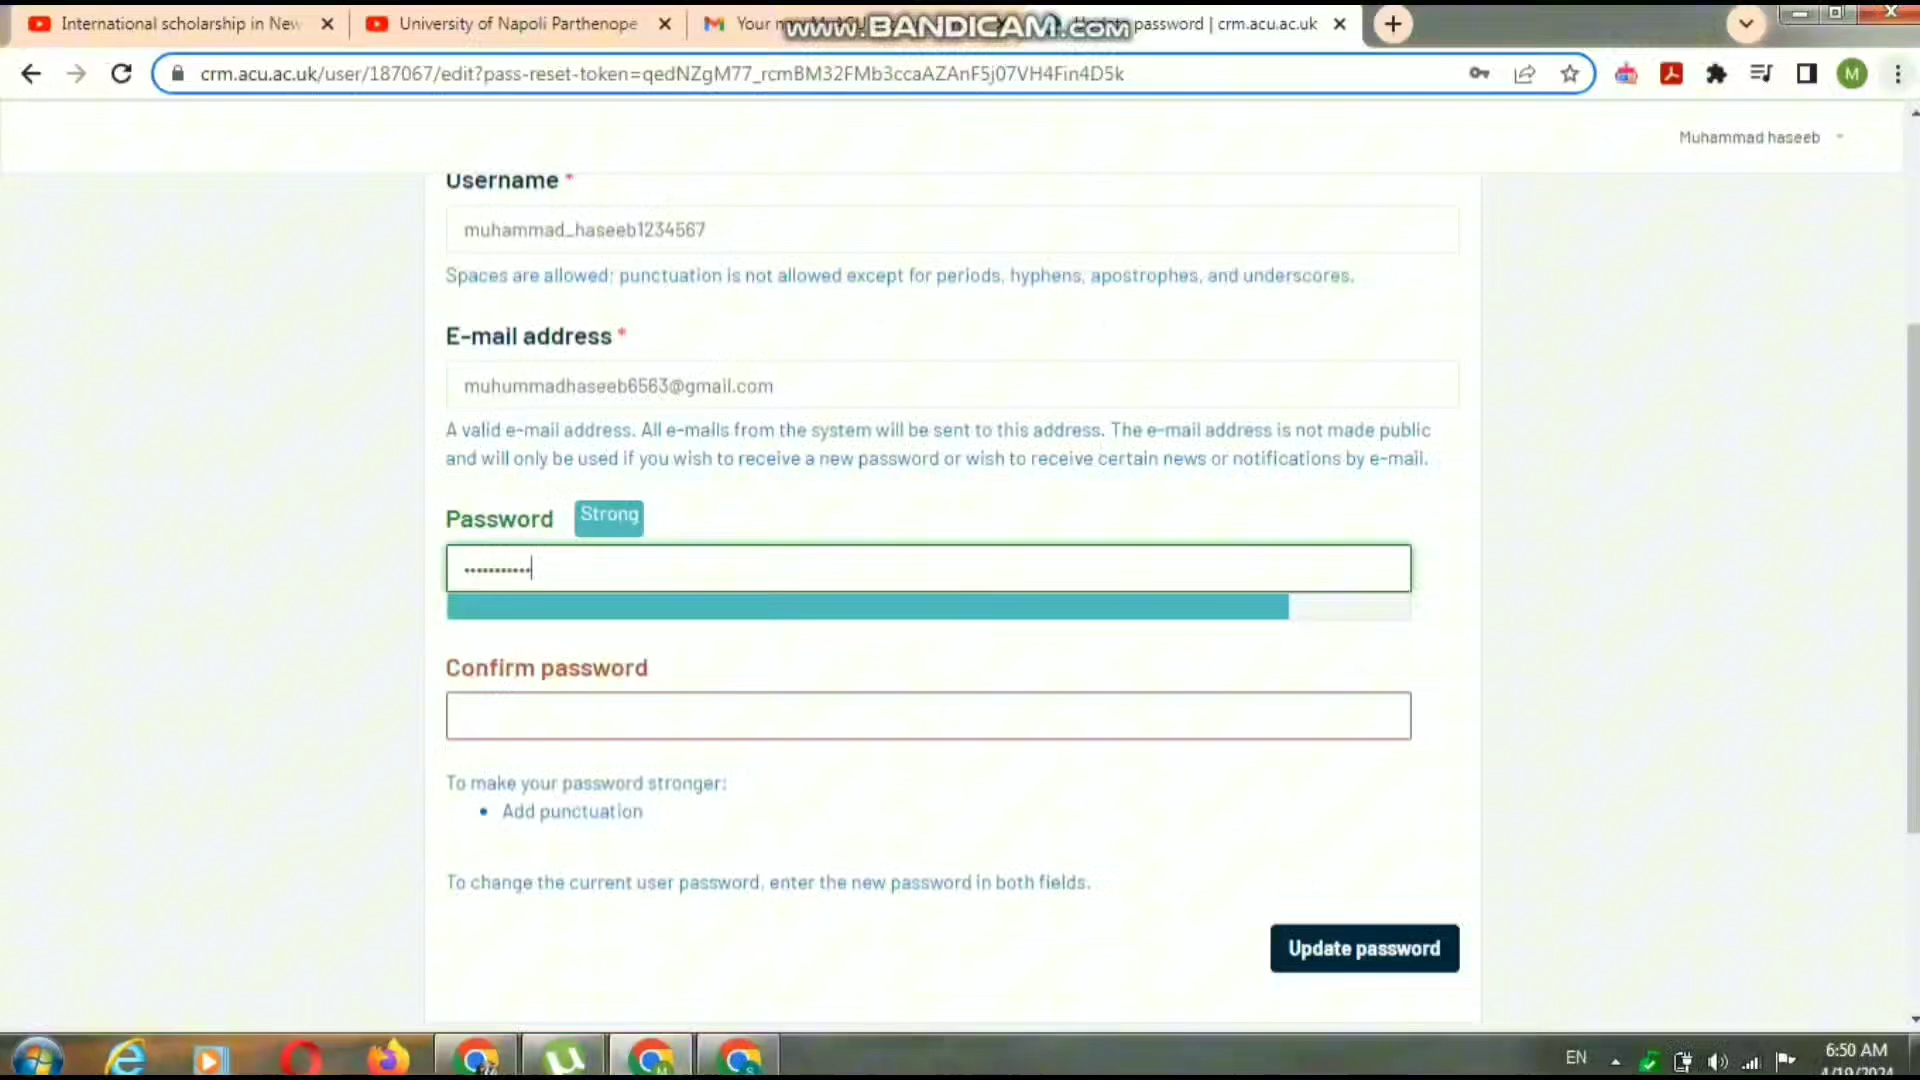 International scholarship in New
University of Napoli Parthenope
Your n
www.BANDICAM.com
password | crm.acu.ac.uk
crm.acu.ac.uk/user/187067/edit?pass-reset-token=qedNZgM77_rcmBM32FMb3ccaAZAnF5j07VH4Fin4D5k
M
Muhammad haseeb
Username *
muhammad_haseeb1234567
Spaces are allowed; punctuation is not allowed except for periods, hyphens, apostrophes, and underscores.
E-mail address *
muhummadhaseeb6563@gmail.com
A valid e-mail address. All e-mails from the system will be sent to this address. The e-mail address is not made public
and will only be used if you wish to receive a new password or wish to receive certain news or notifications by e-mail.
Password Strong
Confirm password
To make your password stronger:
• Add punctuation
To change the current user password, enter the new password in both fields.
Update password
EN
6:50 AM
4/19/2024